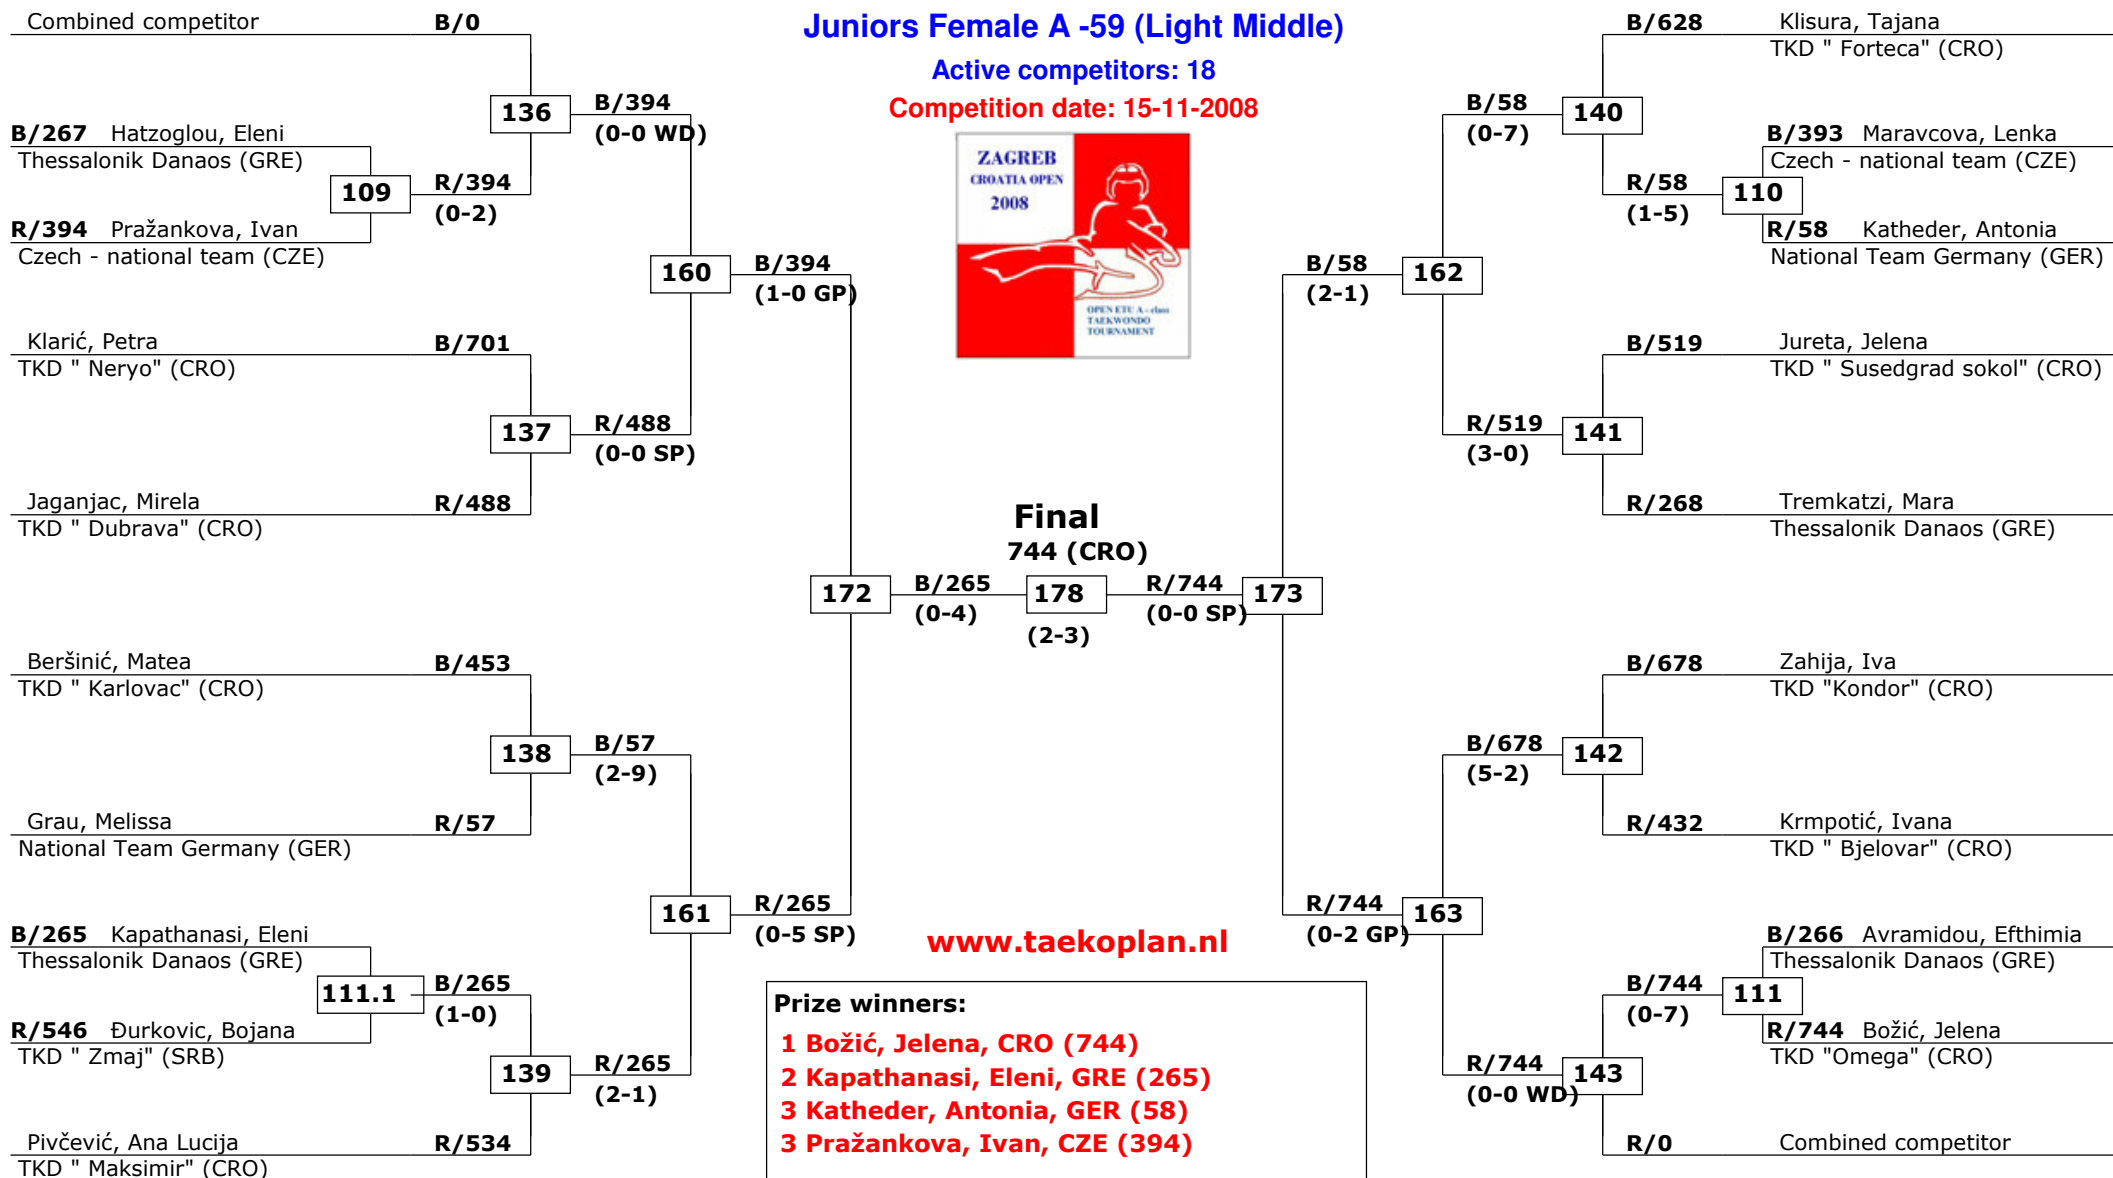 Juniors Female A -59 (Light Middle)
Active competitors: 18
Competition date: 15-11-2008
ZAGREB
CROATIA OPEN
2008
OPEN ETU A - class
TAEKWONDO
TOURNAMENT
Combined competitor B/0
B/267 Hatzoglou, Eleni
Thessalonik Danaos (GRE)
R/394 Pražankova, Ivan
Czech - national team (CZE)
109
R/394
(0-2)
136
B/394
(0-0 WD)
Klarić, Petra B/701
TKD " Neryo" (CRO)
Jaganjac, Mirela R/488
TKD " Dubrava" (CRO)
137
R/488
(0-0 SP)
160
B/394
(1-0 GP)
Beršinić, Matea B/453
TKD " Karlovac" (CRO)
Grau, Melissa R/57
National Team Germany (GER)
138
B/57
(2-9)
B/265 Kapathanasi, Eleni
Thessalonik Danaos (GRE)
R/546 Đurkovic, Bojana
TKD " Zmaj" (SRB)
111.1
B/265
(1-0)
Pivčević, Ana Lucija R/534
TKD " Maksimir" (CRO)
139
R/265
(2-1)
161
R/265
(0-5 SP)
172
B/265
(0-4)
Final
744 (CRO)
178
(2-3)
R/744
(0-0 SP)
173
B/58
(2-1)
162
B/58
(0-7)
140
B/628 Klisura, Tajana
TKD " Forteca" (CRO)
R/58
(1-5)
110
B/393 Maravcova, Lenka
Czech - national team (CZE)
R/58 Katheder, Antonia
National Team Germany (GER)
R/519
(3-0)
141
B/519 Jureta, Jelena
TKD " Susedgrad sokol" (CRO)
R/268 Tremkatzi, Mara
Thessalonik Danaos (GRE)
R/744
(0-2 GP)
163
B/678
(5-2)
142
B/678 Zahija, Iva
TKD "Kondor" (CRO)
R/432 Krmpotić, Ivana
TKD " Bjelovar" (CRO)
R/744
(0-0 WD)
143
B/744
(0-7)
111
B/266 Avramidou, Efthimia
Thessalonik Danaos (GRE)
R/744 Božić, Jelena
TKD "Omega" (CRO)
R/0 Combined competitor
www.taekoplan.nl
Prize winners:
1 Božić, Jelena, CRO (744)
2 Kapathanasi, Eleni, GRE (265)
3 Katheder, Antonia, GER (58)
3 Pražankova, Ivan, CZE (394)